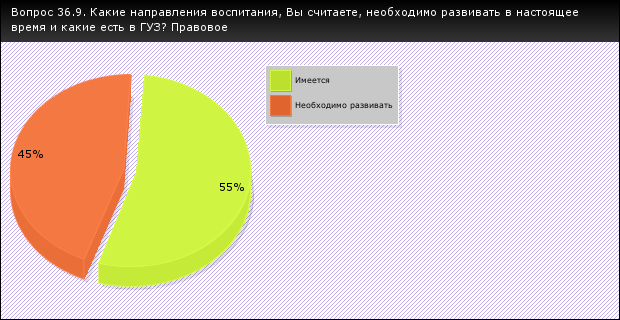 Вопрос 36.9. Какие направления воспитания, Вы считаете, необходимо развивать в настоящее
время и какие есть в ГУЗ? Правовое
Имеется
Необходимо развивать
45%
55%